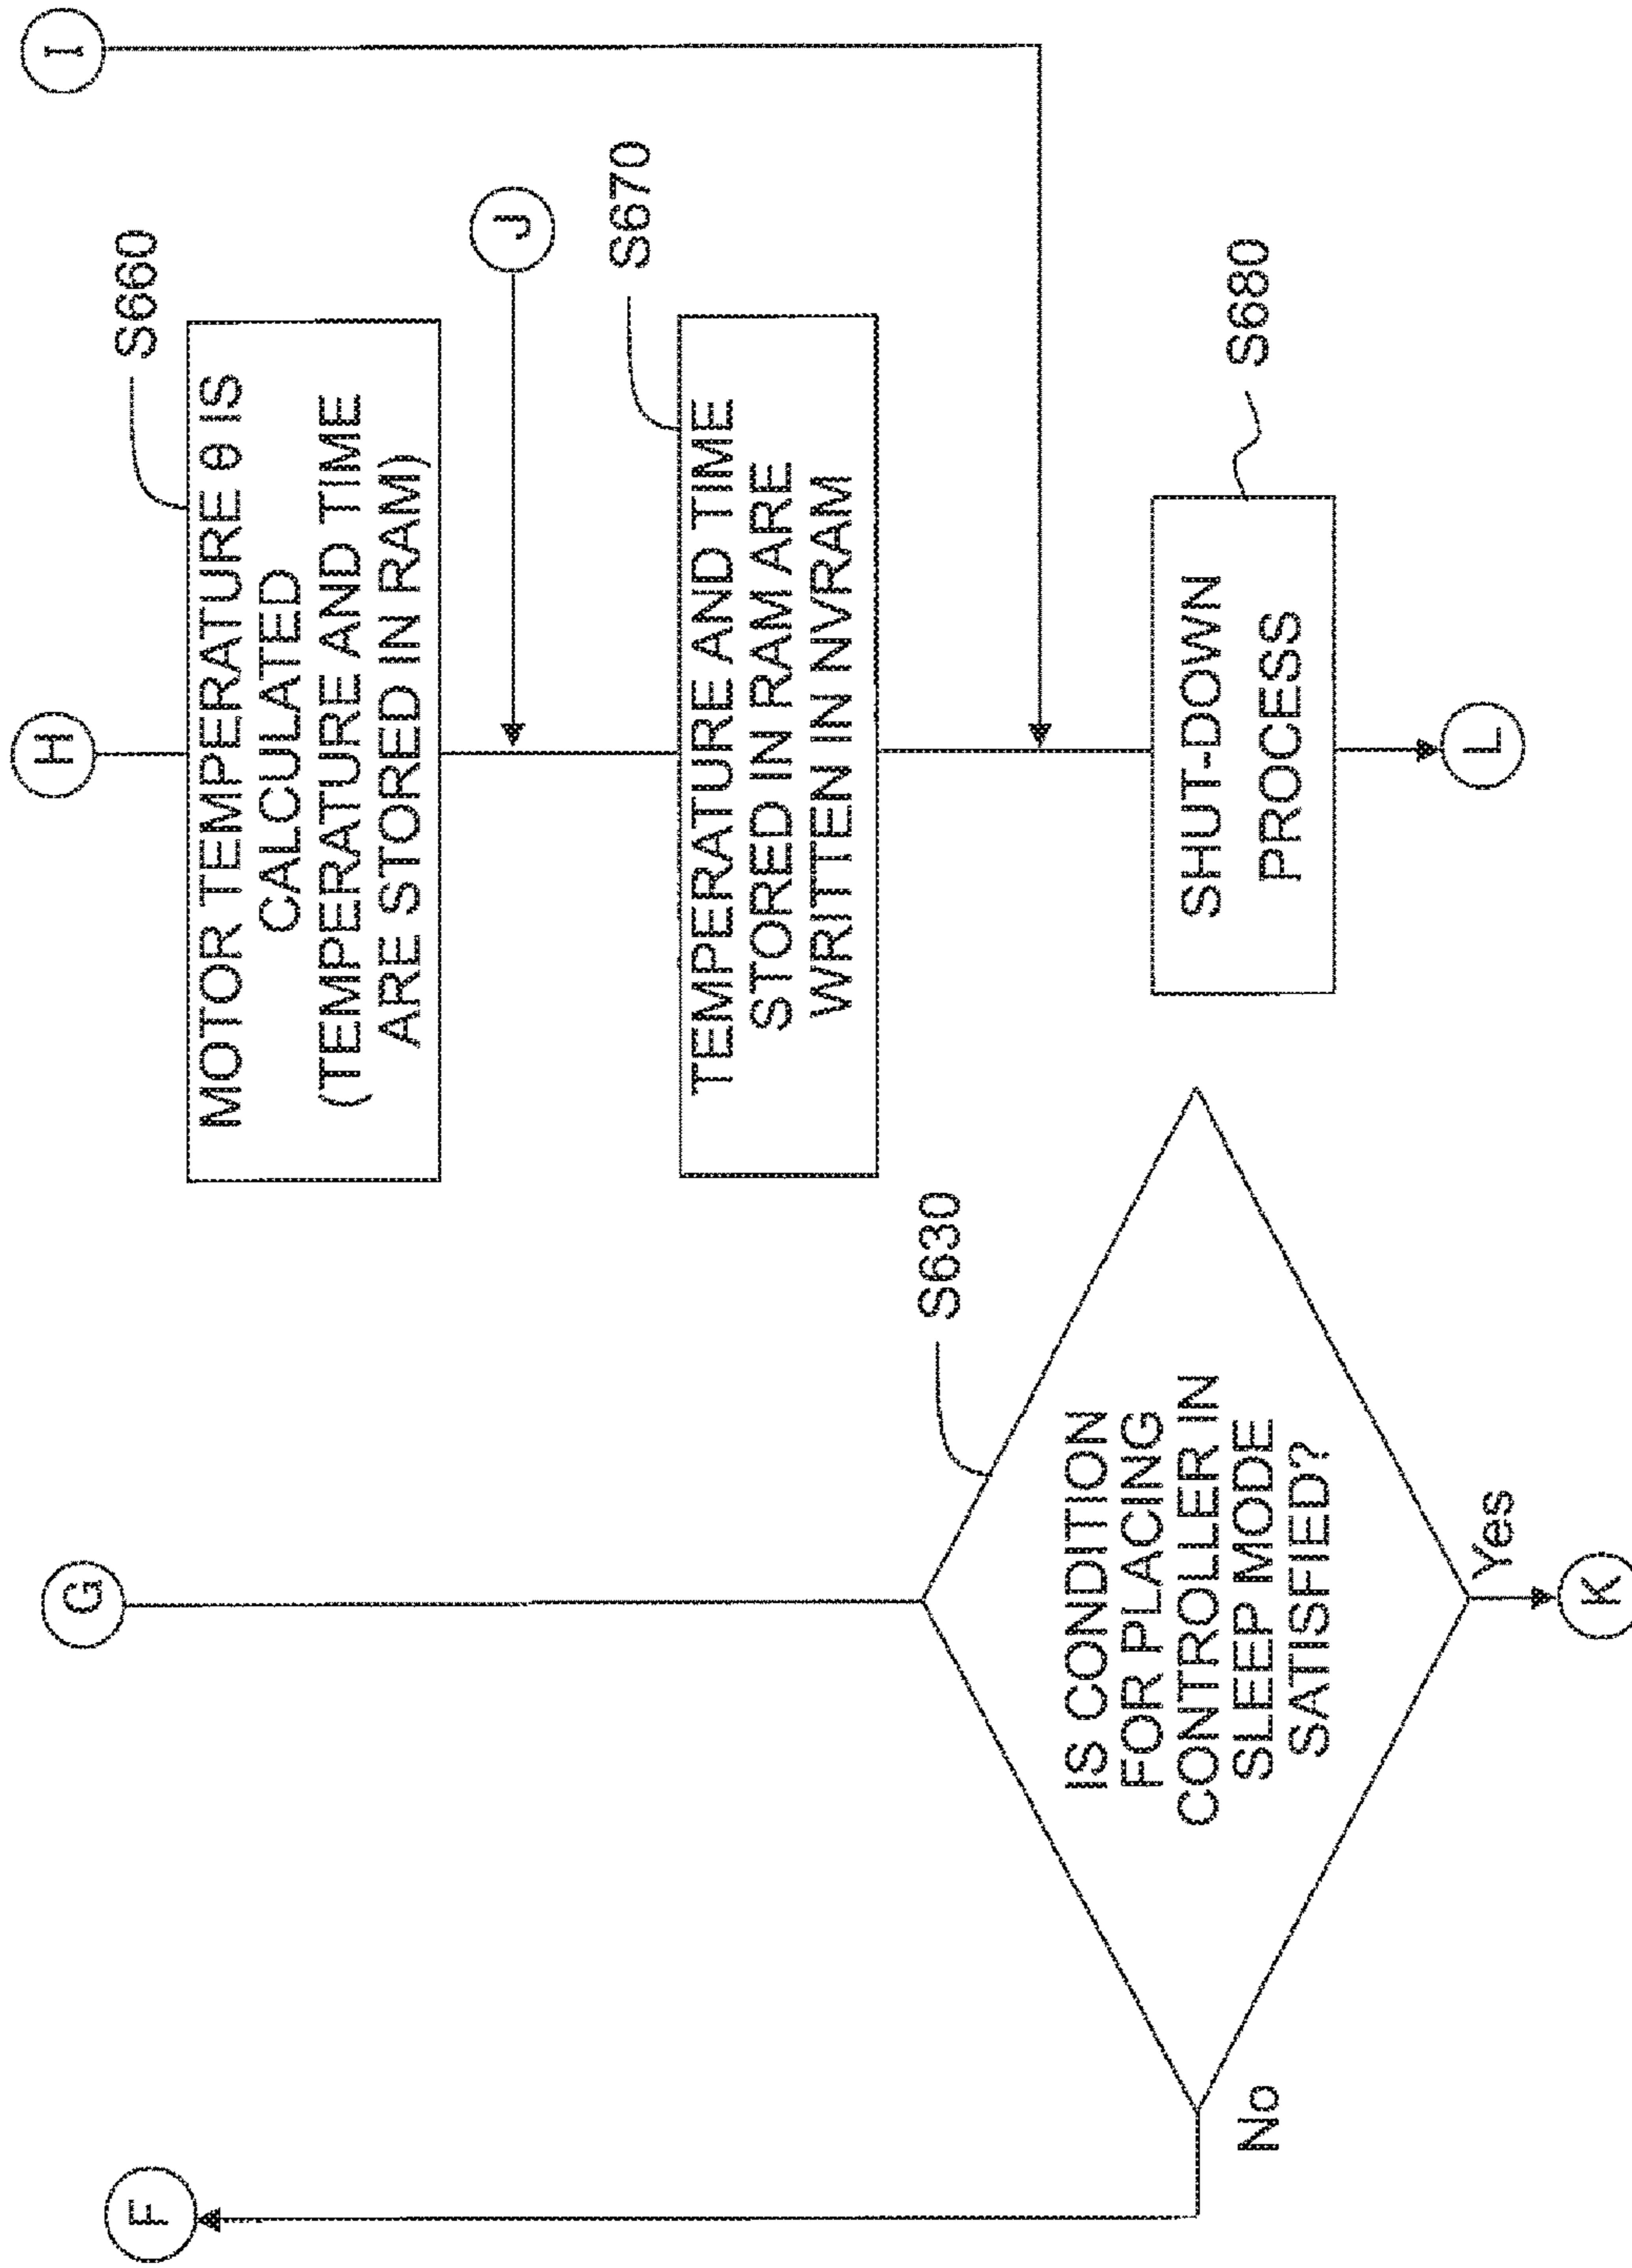 F
G
H
I
S660
MOTOR TEMPERATURE θ IS
CALCULATED
(TEMPERATURE AND TIME
ARE STORED IN RAM)
J
S670
TEMPERATURE AND TIME
STORED IN RAM ARE
WRITTEN IN NVRAM
S630
IS CONDITION
FOR PLACING
CONTROLLER IN
SLEEP MODE
SATISFIED?
No
Yes
K
S680
SHUT-DOWN
PROCESS
L